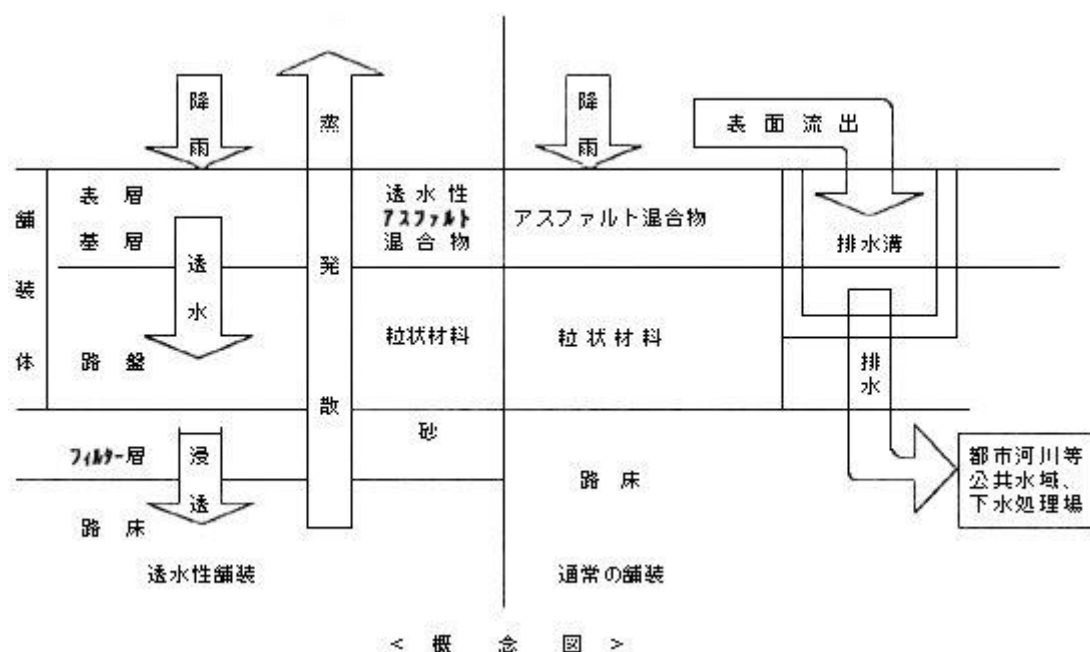 降雨
蒸発散
降雨
表面流出
舗装体
表層
基層
透水性
アスファルト
混合物
アスファルト混合物
排水溝
透水
路盤
粒状材料
粒状材料
排水
砂
フィルター層
浸透
路床
路床
都市河川等
公共水域、
下水処理場
透水性舗装
通常の舗装
< 概念図 >